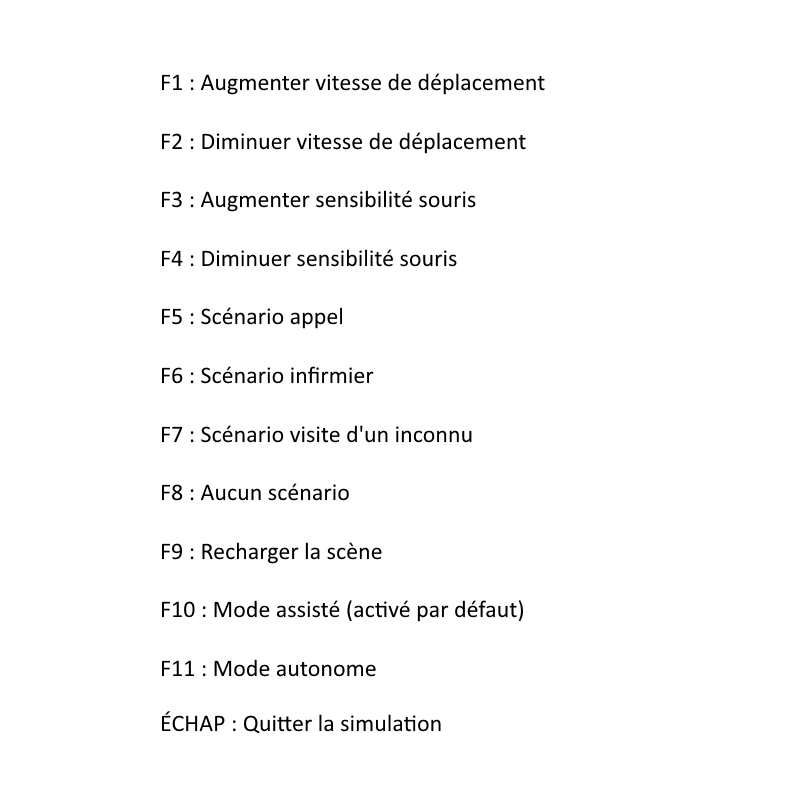 F1 : Augmenter vitesse de déplacement
F2 : Diminuer vitesse de déplacement
F3 : Augmenter sensibilité souris
F4 : Diminuer sensibilité souris
F5 : Scénario appel
F6 : Scénario infirmier
F7 : Scénario visite d'un inconnu
F8 : Aucun scénario
F9 : Recharger la scène
F10 : Mode assisté (activé par défaut)
F11 : Mode autonome
ÉCHAP : Quitter la simulation